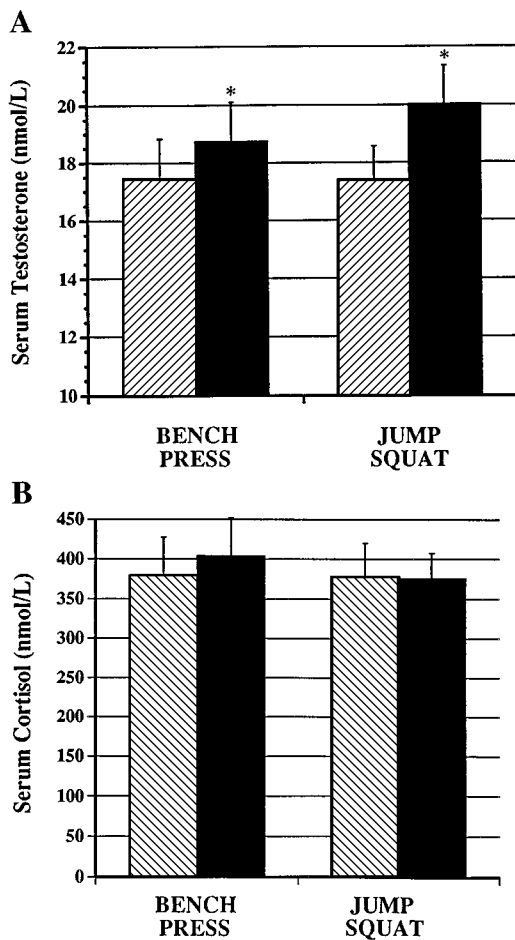 A
Serum Testosterone (nmol/L)
22
20
18
16
14
12
10
*
*
BENCH
PRESS
JUMP
SQUAT
B
Serum Cortisol (nmol/L)
450
400
350
300
250
200
150
100
50
0
BENCH
PRESS
JUMP
SQUAT